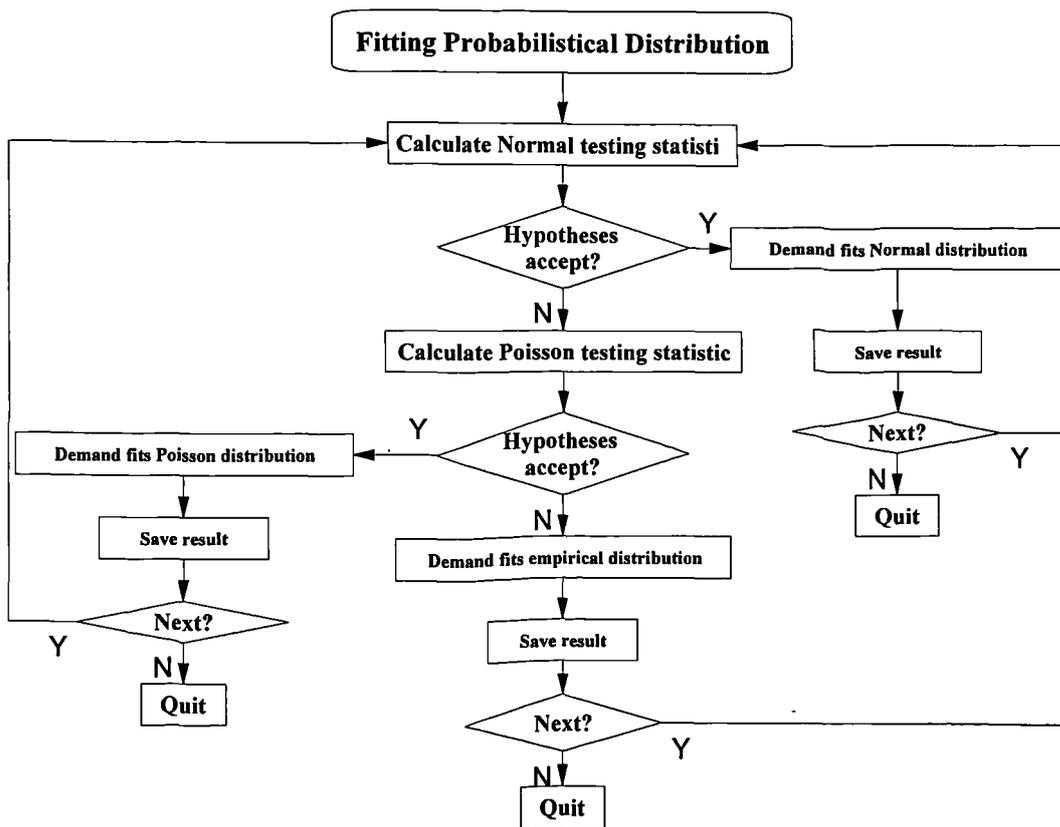 Fitting Probabilistical Distribution
Calculate Normal testing statisti
Hypotheses
accept?
Y
Demand fits Normal distribution
N
Save result
Calculate Poisson testing statistic
Next?
Y
N
Quit
Hypotheses
accept?
Y
Demand fits Poisson distribution
Save result
Next?
Y
N
Quit
N
Demand fits empirical distribution
Save result
Next?
Y
N
Quit